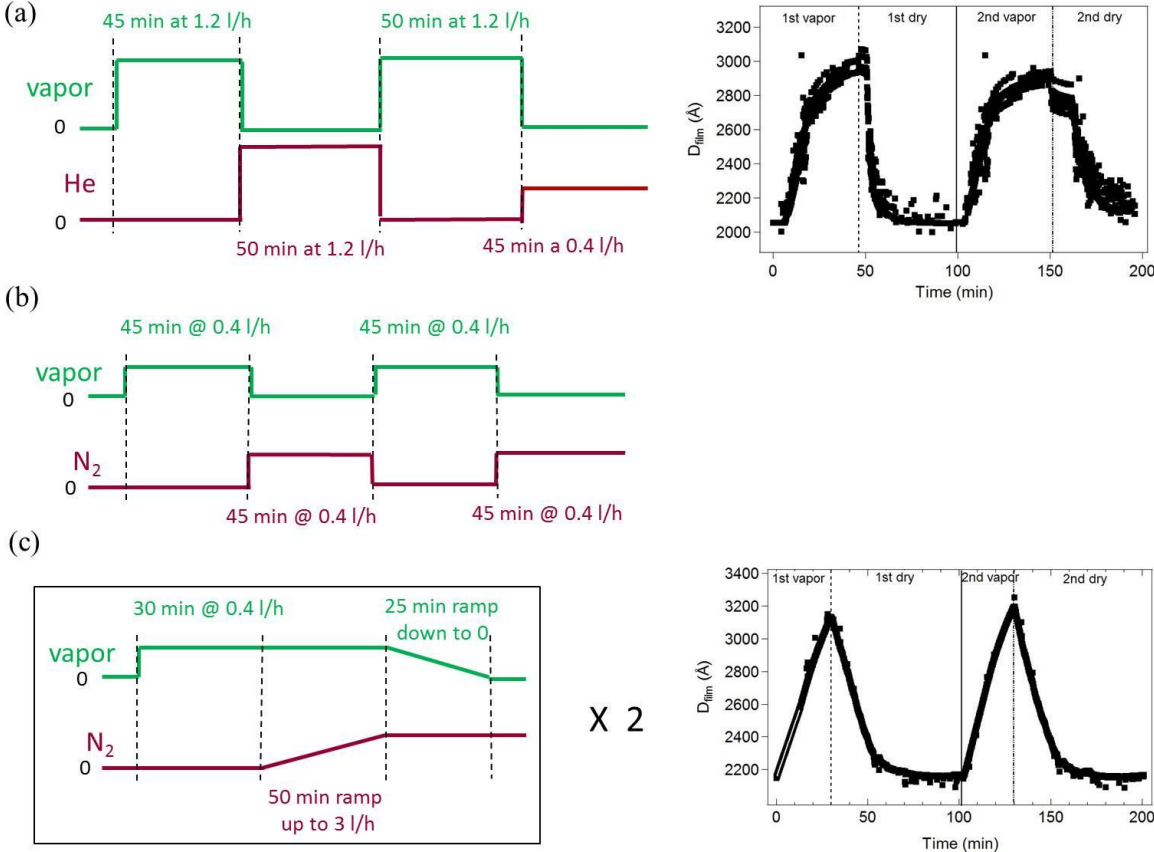 (a)
45 min at 1.2 l/h
50 min at 1.2 l/h
vapor
0
He
0
50 min at 1.2 l/h
45 min a 0.4 l/h
1st vapor
1st dry
2nd vapor
2nd dry
3200
3000
2800
2600
2400
2200
2000
D film (Å)
0
50
100
150
200
Time (min)
(b)
45 min @ 0.4 l/h
45 min @ 0.4 l/h
vapor
0
N2
0
45 min @ 0.4 l/h
45 min @ 0.4 l/h
(c)
30 min @ 0.4 l/h
25 min ramp
down to 0
vapor
0
N2
0
50 min ramp
up to 3 l/h
X 2
1st vapor
1st dry
2nd vapor
2nd dry
3400
3200
3000
2800
2600
2400
2200
D film (Å)
0
50
100
150
200
Time (min)